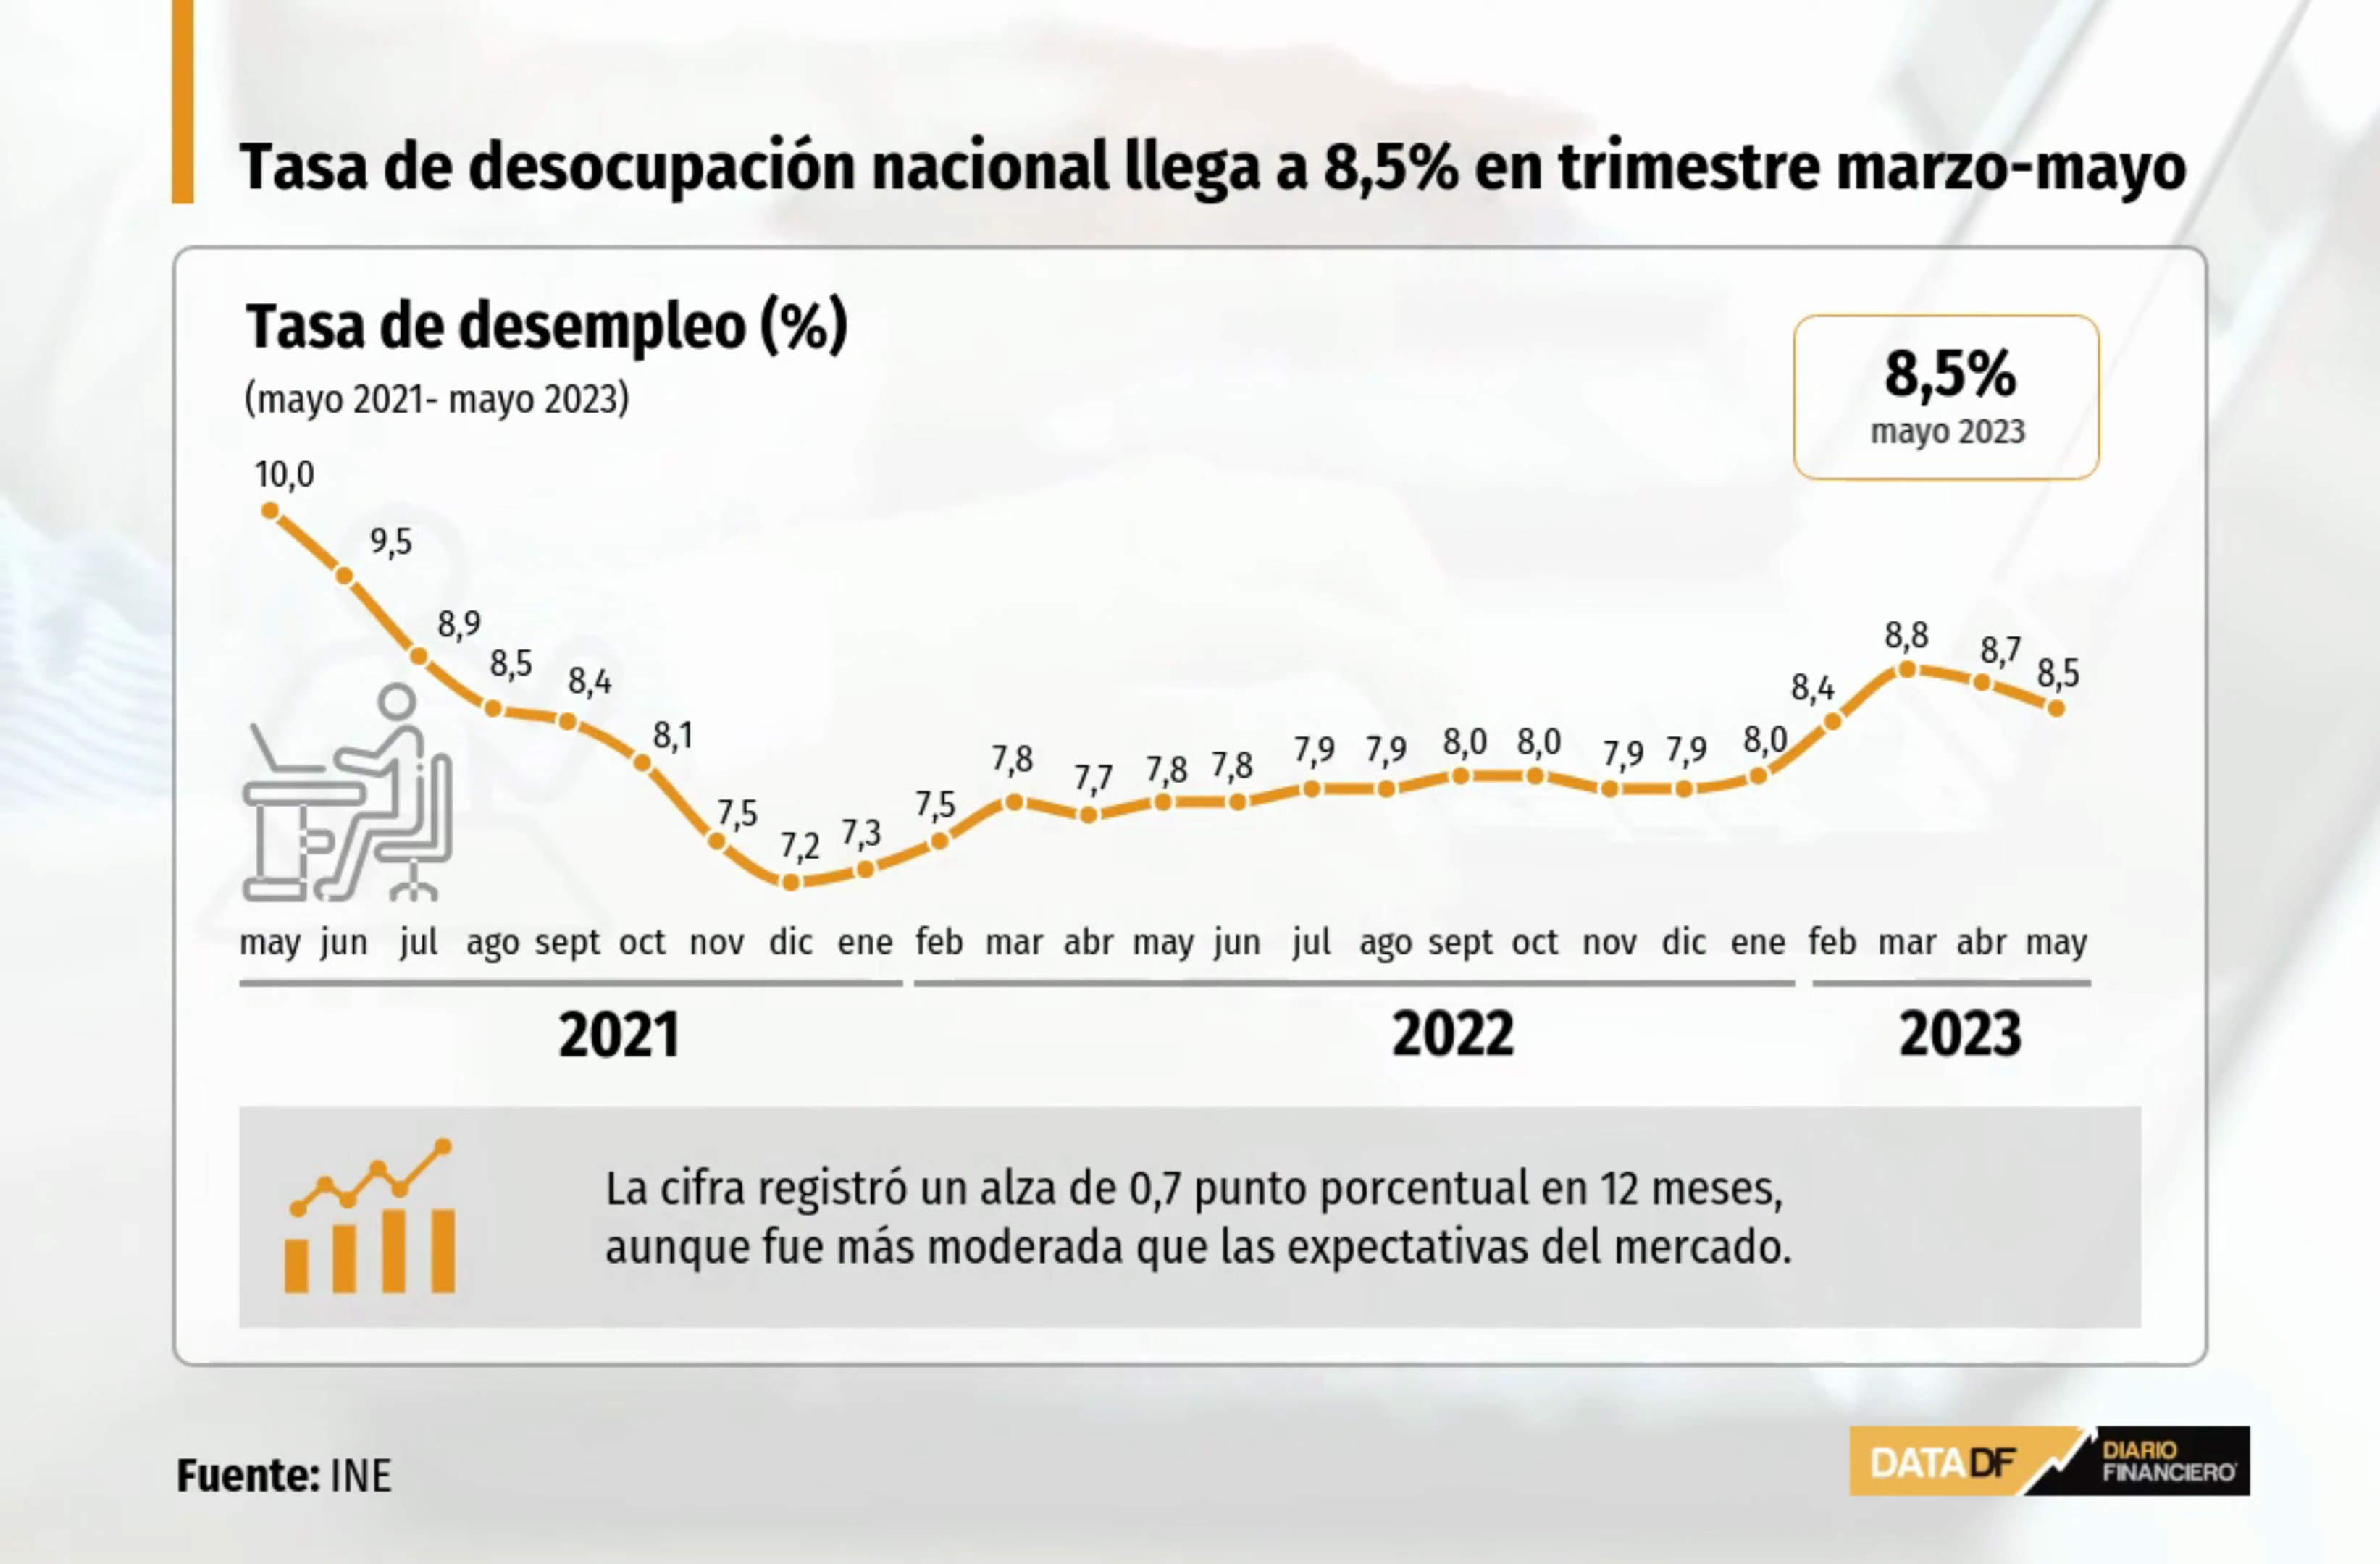 Tasa de desocupación nacional llega a 8,5% en trimestre marzo-mayo
Tasa de desempleo (%)
(mayo 2021- mayo 2023)
8,5%
mayo 2023
10,0
9,5
8,9
8,5
8,4
8,1
7,5
7,2
7,3
7,5
7,8
7,7
7,8
7,8
7,9
7,9
8,0
8,0
7,9
7,9
8,0
8,4
8,8
8,7
8,5
may jun jul ago sept oct nov dic ene feb mar abr may jun jul ago sept oct nov dic ene feb mar abr may
2021 2022 2023
La cifra registró un alza de 0,7 punto porcentual en 12 meses,
aunque fue más moderada que las expectativas del mercado.
Fuente: INE
DATA DF
DIARIO
FINANCIERO